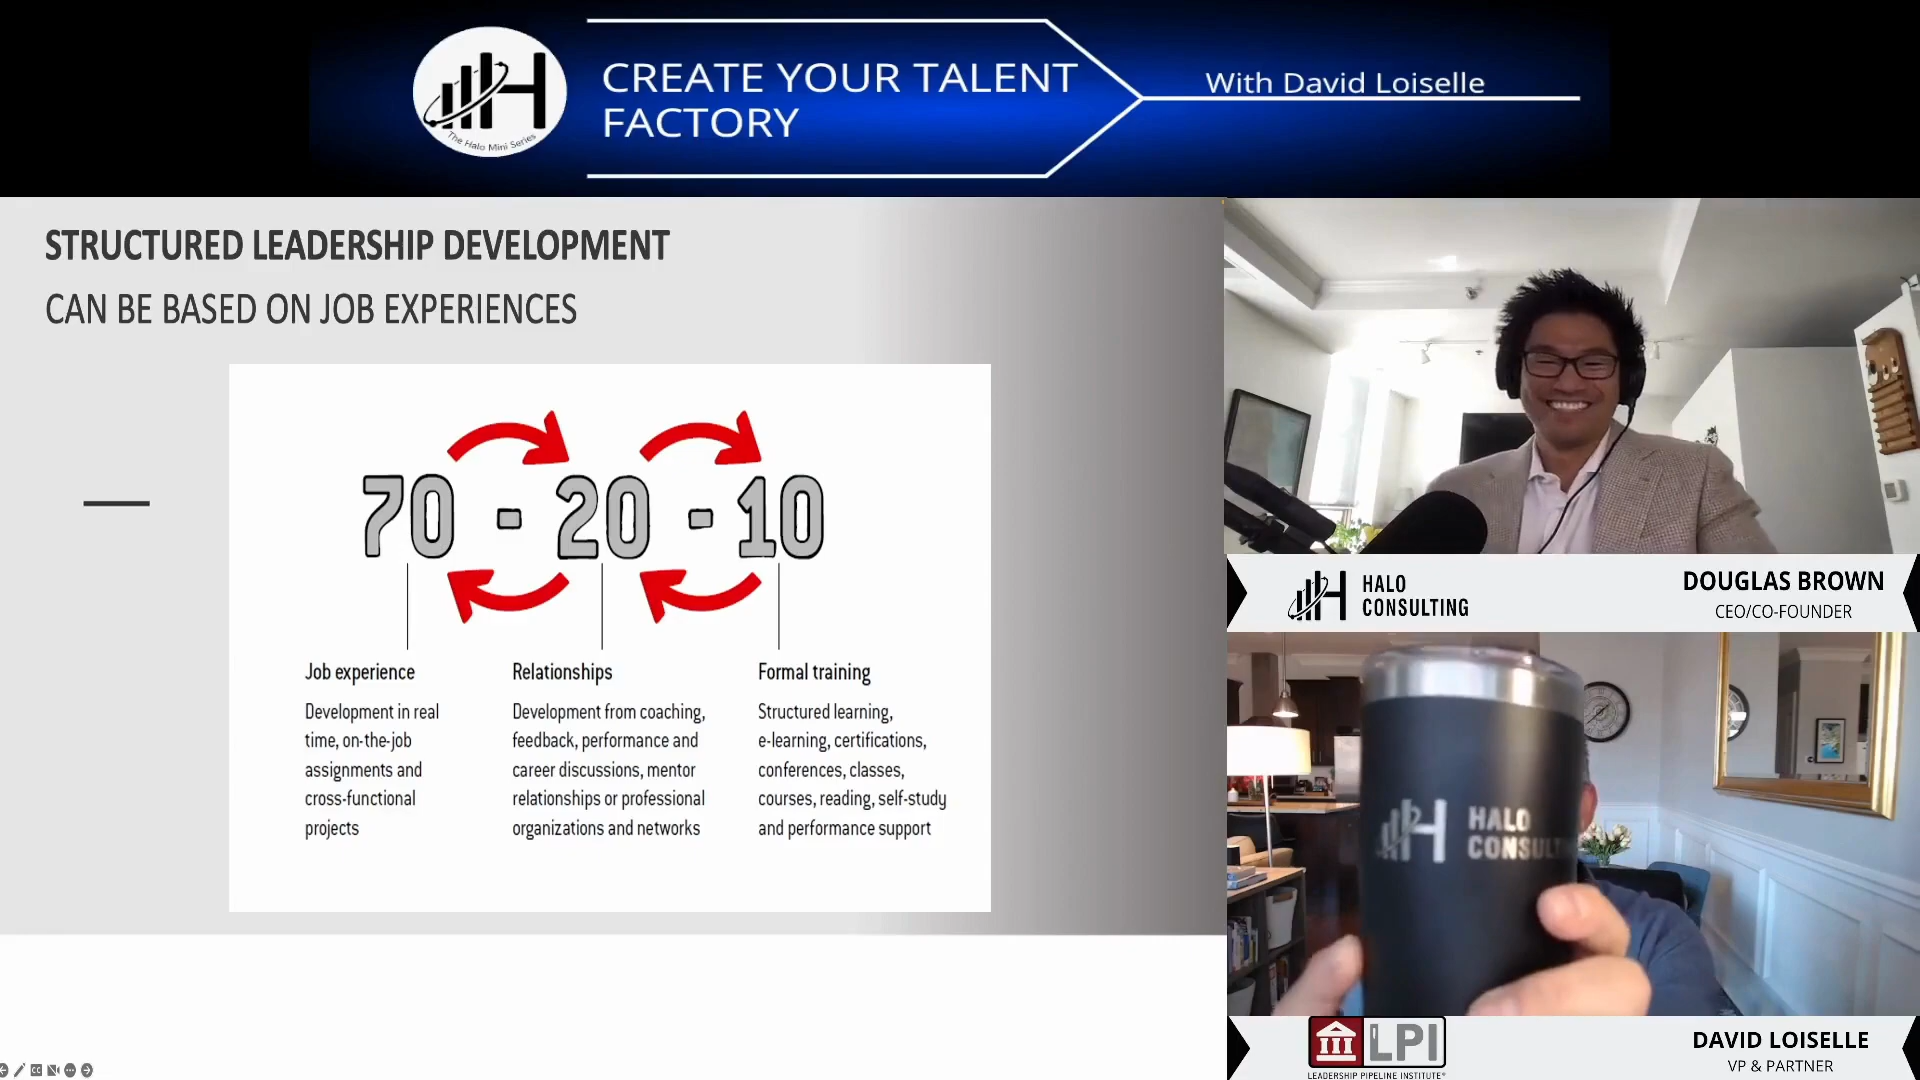 CREATE YOUR TALENT
FACTORY
With David Loiselle
The Halo Mini Series
STRUCTURED LEADERSHIP DEVELOPMENT
CAN BE BASED ON JOB EXPERIENCES
70 - 20 - 10
Job experience
Development in real
time, on-the-job
assignments and
cross-functional
projects
Relationships
Development from coaching,
feedback, performance and
career discussions, mentor
relationships or professional
organizations and networks
Formal training
Structured learning,
e-learning, certifications,
conferences, classes,
courses, reading, self-study
and performance support
HALO
CONSULTING
DOUGLAS BROWN
CEO/CO-FOUNDER
HALO
CONSULT
LPI
LEADERSHIP PIPELINE INSTITUTE®
DAVID LOISELLE
VP & PARTNER